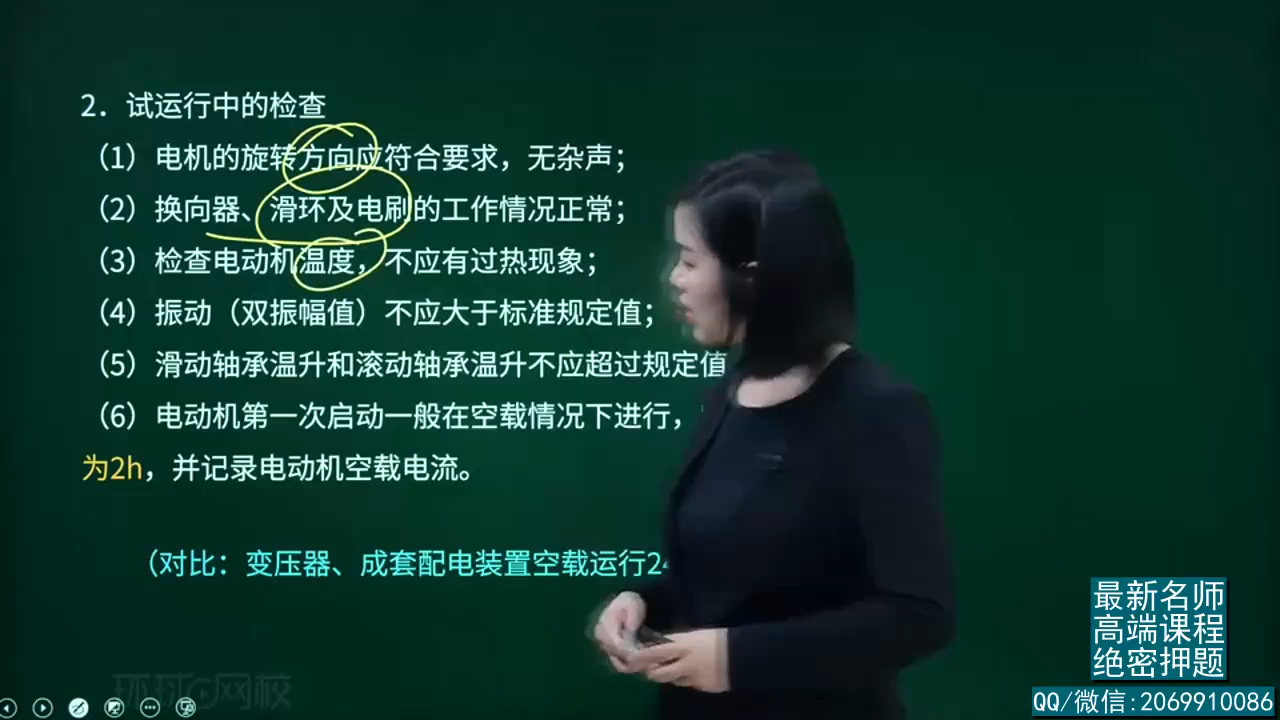 2．试运行中的检查
（1）电机的旋转方向应符合要求，无杂声；
（2）换向器、滑环及电刷的工作情况正常；
（3）检查电动机温度，不应有过热现象；
（4）振动（双振幅值）不应大于标准规定值；
（5）滑动轴承温升和滚动轴承温升不应超过规定值
（6）电动机第一次启动一般在空载情况下进行，
为2h，并记录电动机空载电流。
（对比：变压器、成套配电装置空载运行2
环球网校
最新名师
高端课程
绝密押题
QQ/微信:2069910086